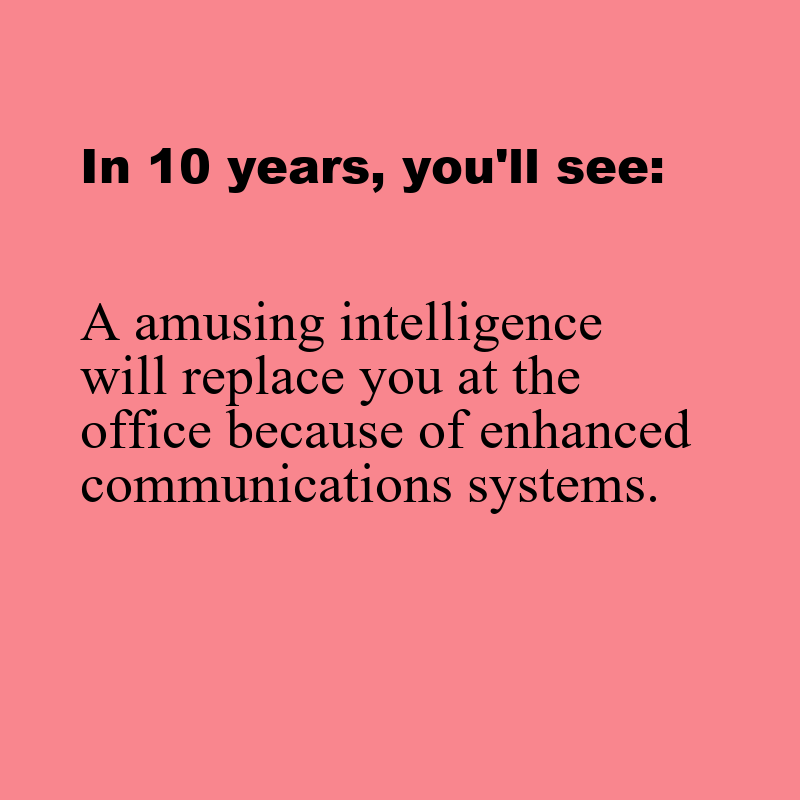 In 10 years, you'll see:
A amusing intelligence
will replace you at the
office because of enhanced
communications systems.